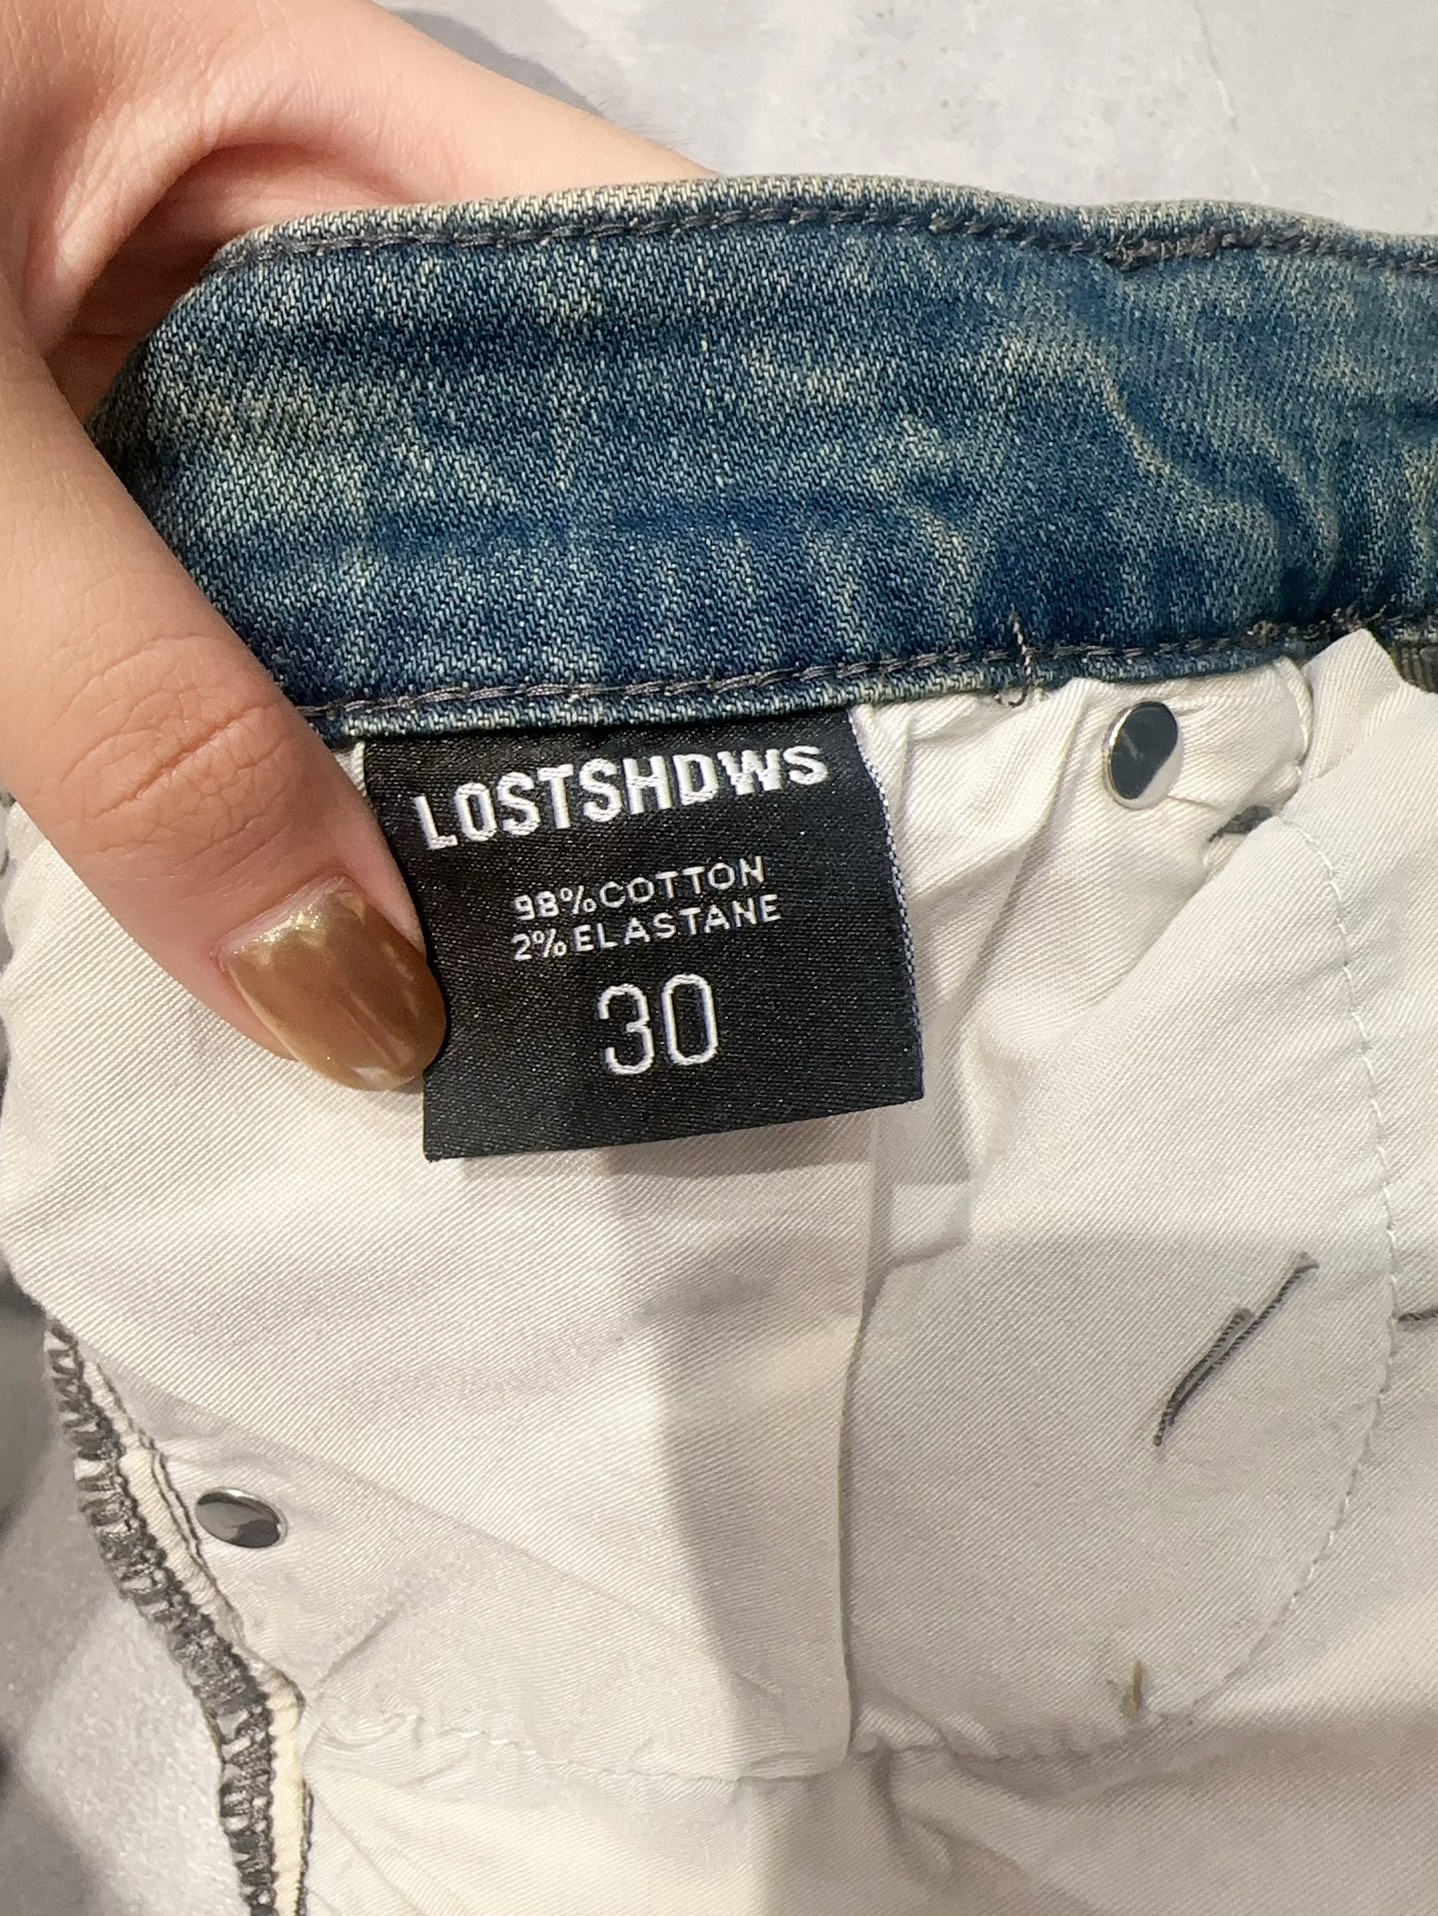 LOSTSHDWS
98% COTTON
2% ELASTANE
30